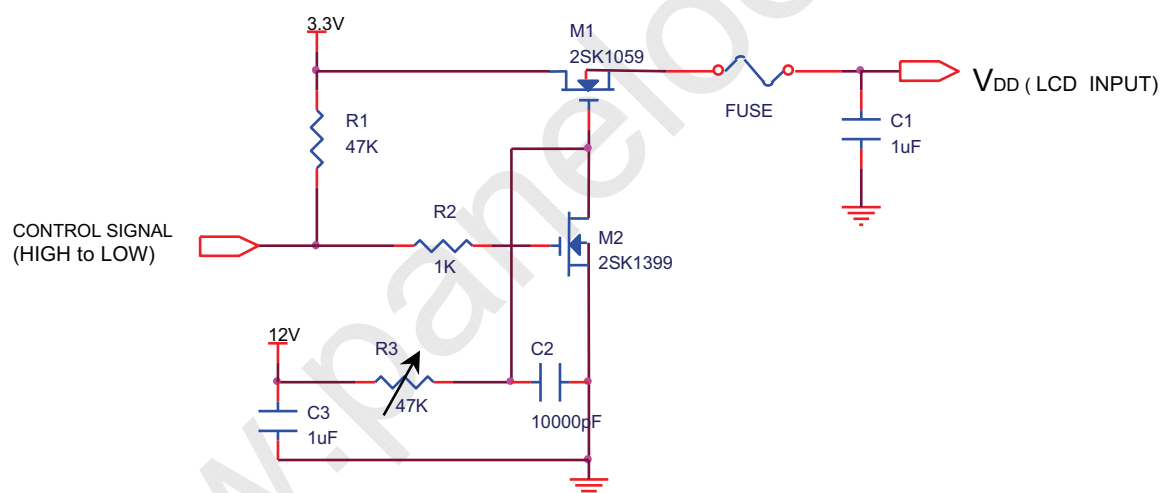 3.3V
M1
2SK1059
VDD ( LCD INPUT)
FUSE
R1
47K
C1
1uF
CONTROL SIGNAL
(HIGH to LOW)
R2
1K
M2
2SK1399
12V
R3
47K
C2
10000pF
C3
1uF
w.panelo